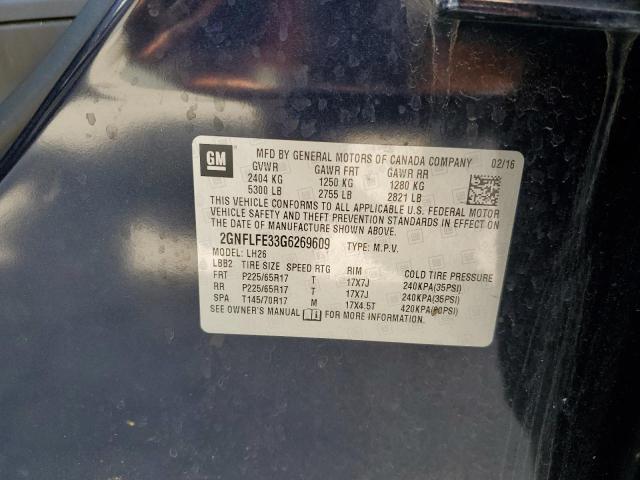 GM
MFD BY GENERAL MOTORS OF CANADA COMPANY 02/16
GVWR GAWR FRT GAWR RR
2404 KG 1250 KG 1280 KG
5300 LB 2755 LB 2821 LB
THIS VEHICLE CONFORMS TO ALL APPLICABLE U.S. FEDERAL MOTOR
VEHICLE SAFETY AND THEFT PREVENTION STANDARDS IN EFFECT ON
THE DATE OF MANUFACTURE SHOWN ABOVE.
2GNFLFE33G6269609 TYPE: M.P.V.
MODEL: LH26
LBB2 TIRE SIZE SPEED RTG RIM COLD TIRE PRESSURE
FRT P225/65R17 T 17X7J 240KPA(35PSI)
RR P225/65R17 T 17X7J 240KPA(35PSI)
SPA T145/70R17 M 17X4.5T 420KPA(60PSI)
SEE OWNER'S MANUAL FOR MORE INFORMATION.